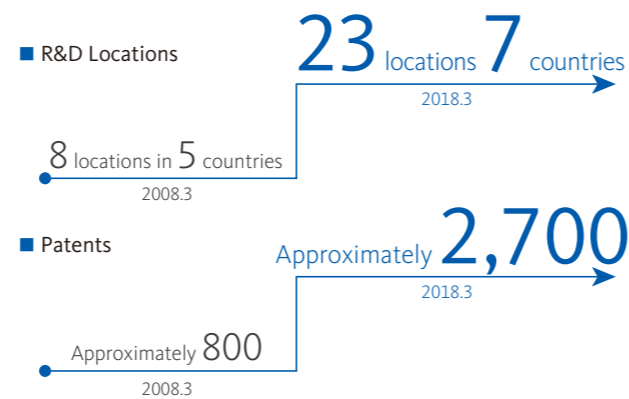 R&D Locations
23 locations 7 countries
2018.3
8 locations in 5 countries
2008.3
Patents
Approximately 2,700
2018.3
Approximately 800
2008.3